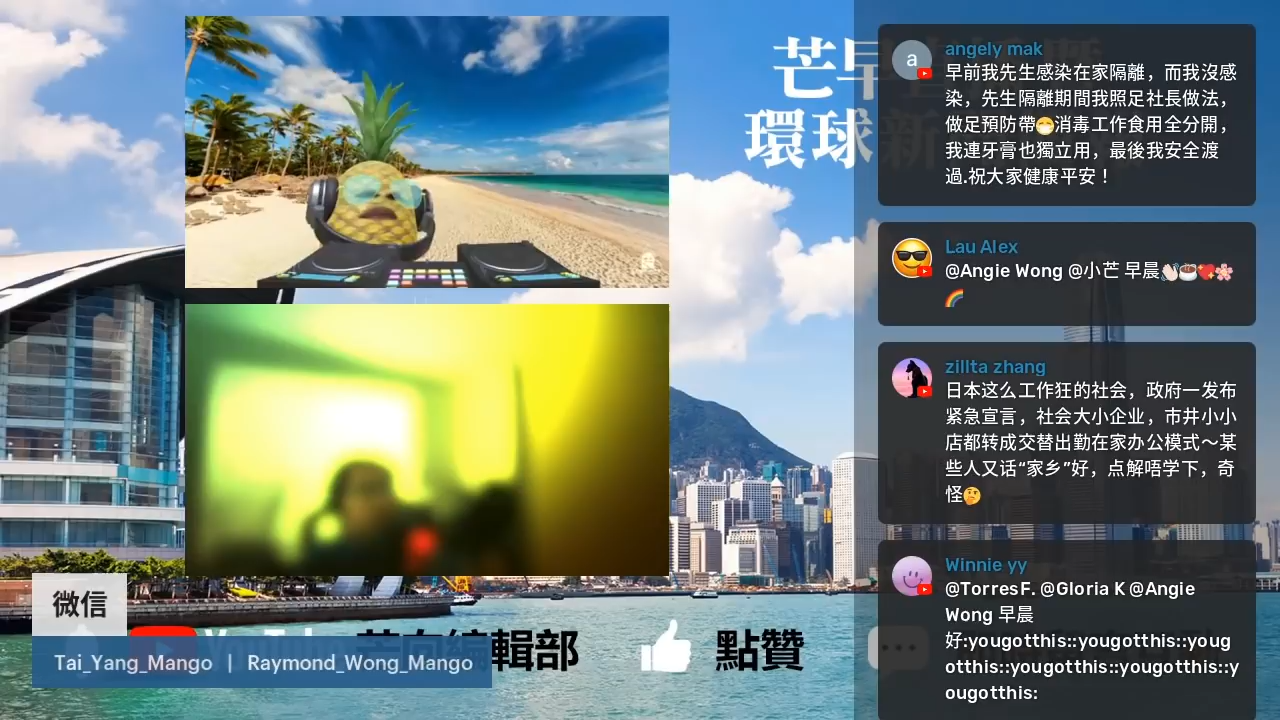 芒早
環球新
angely mak
早前我先生感染在家隔離，而我沒感
染，先生隔離期間我照足社長做法，
做足預防帶😷消毒工作食用全分開，
我連牙膏也獨立用，最後我安全渡
過.祝大家健康平安！
Lau Alex
@Angie Wong @小芒 早晨👋🏻☕💖🌸
🌈
zillta zhang
日本这么工作狂的社会，政府一发布
紧急宣言，社会大小企业，市井小小
店都转成交替出勤在家办公模式～某
些人又话“家乡”好，点解唔学下，奇
怪🤔
Winnie yy
@TorresF. @Gloria K @Angie
Wong 早晨
好:yougotthis::yougotthis::youg
otthis::yougotthis::yougotthis::y
ougotthis:
微信
Tai_Yang_Mango | Raymond_Wong_Mango
編輯部
點贊